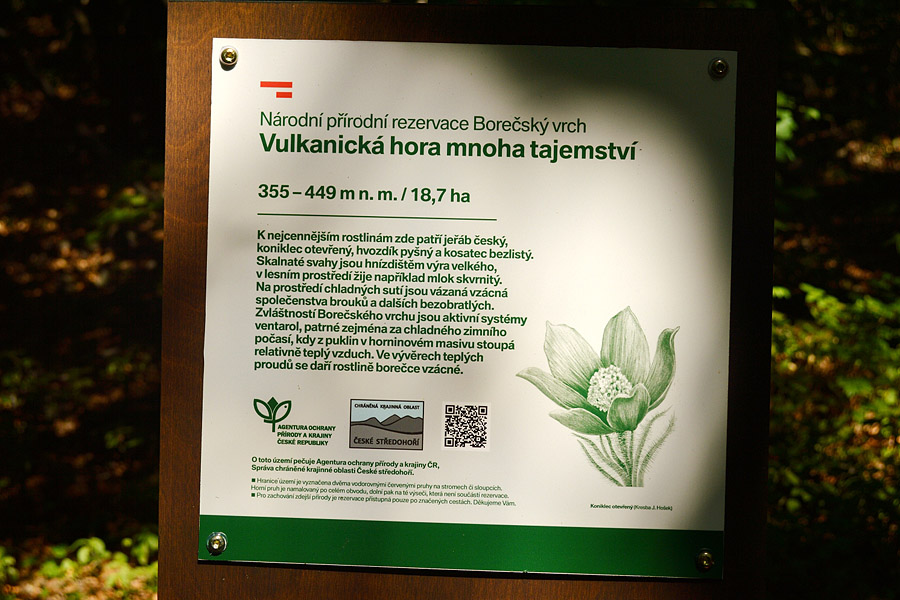 Národní přírodní rezervace Borečský vrch
Vulkanická hora mnoha tajemství
355 – 449 m n. m. / 18,7 ha
K nejcennějším rostlinám zde patří jeřáb český,
koniklec otevřený, hvozdík pyšný a kosatec bezlistý.
Skalnaté svahy jsou hnízdištěm výra velkého,
v lesním prostředí žije například mlok skvrnitý.
Na prostředí chladných sutí jsou vázaná vzácná
společenstva brouků a dalších bezobratlých.
Zvláštností Borečského vrchu jsou aktivní systémy
ventarol, patrné zejména za chladného zimního
počasí, kdy z puklin v horninovém masivu stoupá
relativně teplý vzduch. Ve vývěrech teplých
proudů se daří rostlině borečce vzácné.
AGENTURA OCHRANY
PŘÍRODY A KRAJINY
ČESKÉ REPUBLIKY
CHRÁNĚNÁ KRAJINNÁ OBLAST
ČESKÉ STŘEDOHOŘÍ
O toto území pečuje Agentura ochrany přírody a krajiny ČR,
Správa chráněné krajinné oblasti České středohoří.
■ Hranice území je vyznačena dvěma vodorovnými červenými pruhy na stromech či sloupcích.
Horní pruh je namalovaný po celém obvodu, dolní pak na té výseči, která není součástí rezervace.
■ Pro zachování zdejší přírody je rezervace přístupná pouze po značených cestách. Děkujeme Vám.
Koniklec otevřený (Kresba J. Hošek)